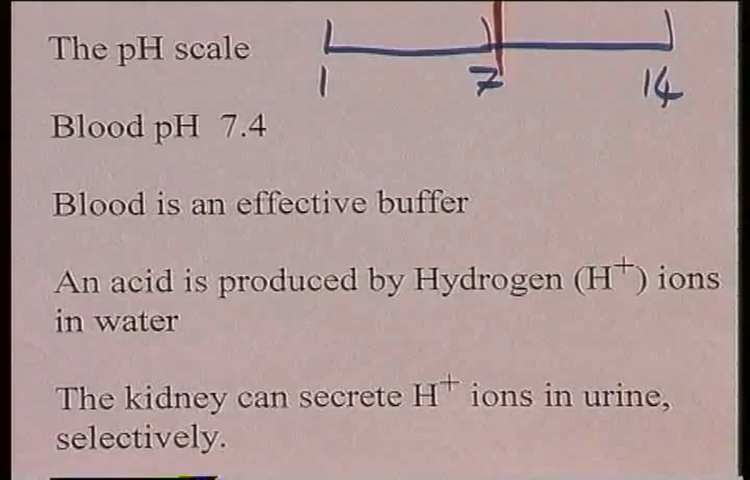 The pH scale
1 7 14
Blood pH 7.4
Blood is an effective buffer
An acid is produced by Hydrogen (H+) ions
in water
The kidney can secrete H+ ions in urine,
selectively.